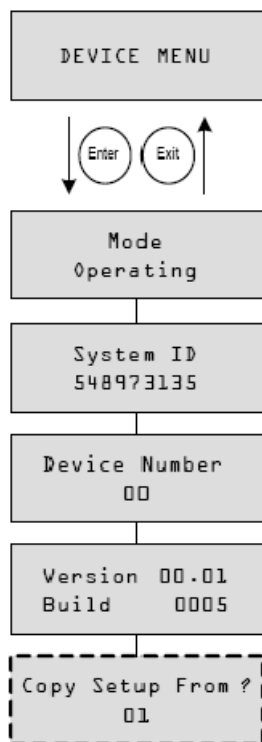 DEVICE MENU
Enter Exit
Mode
Operating
System ID
548973135
Device Number
00
Version 00.01
Build 0005
Copy Setup From ?
01